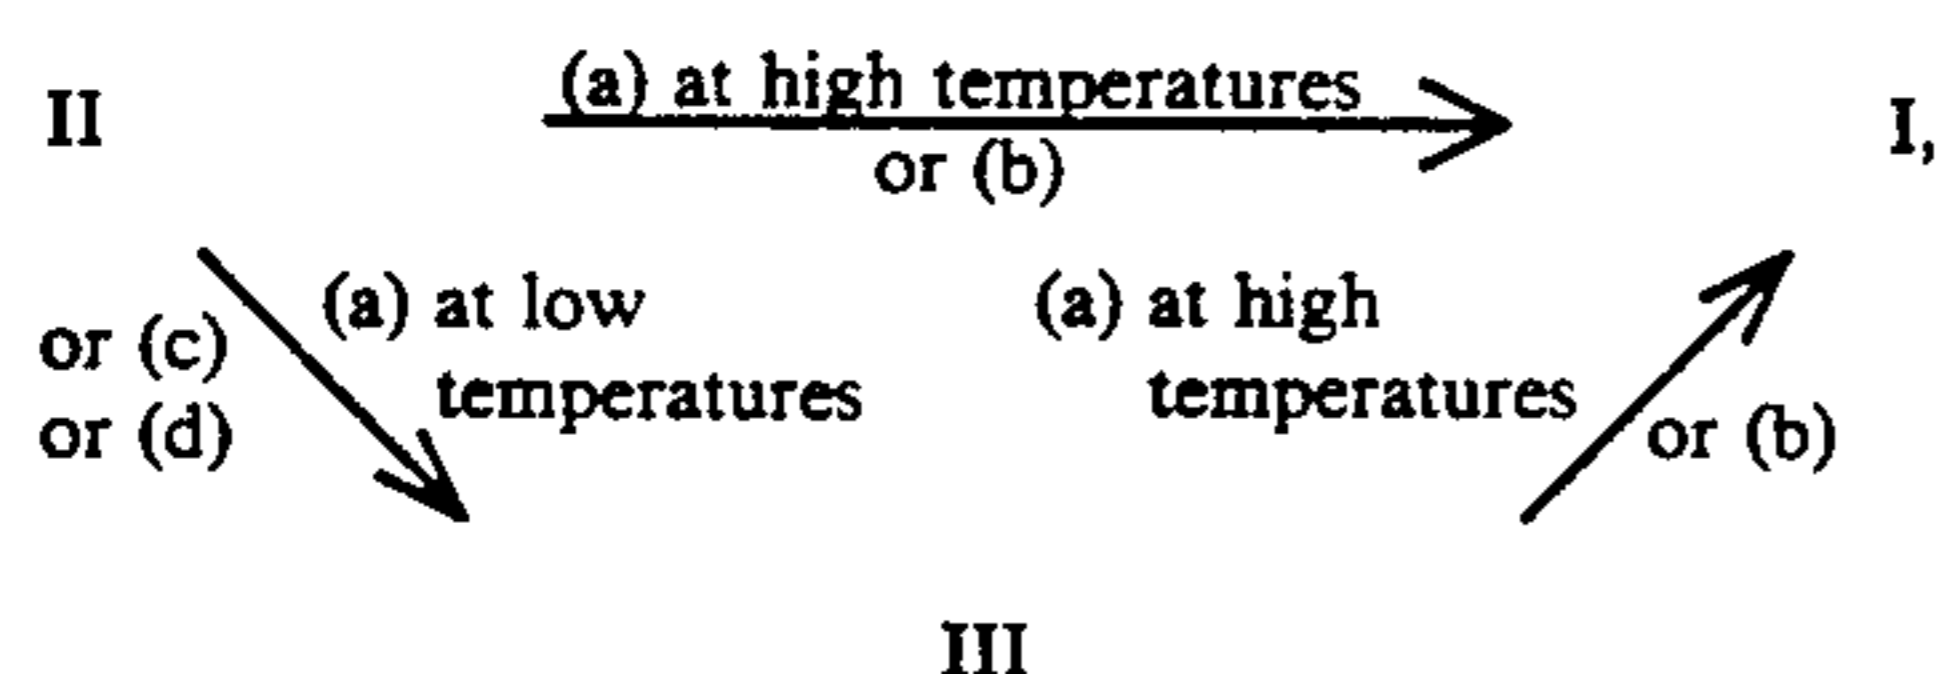 (a) at high temperatures
II
I,
or (b)
(a) at low
temperatures
(a) at high
temperatures
or (c)
or (d)
or (b)
III